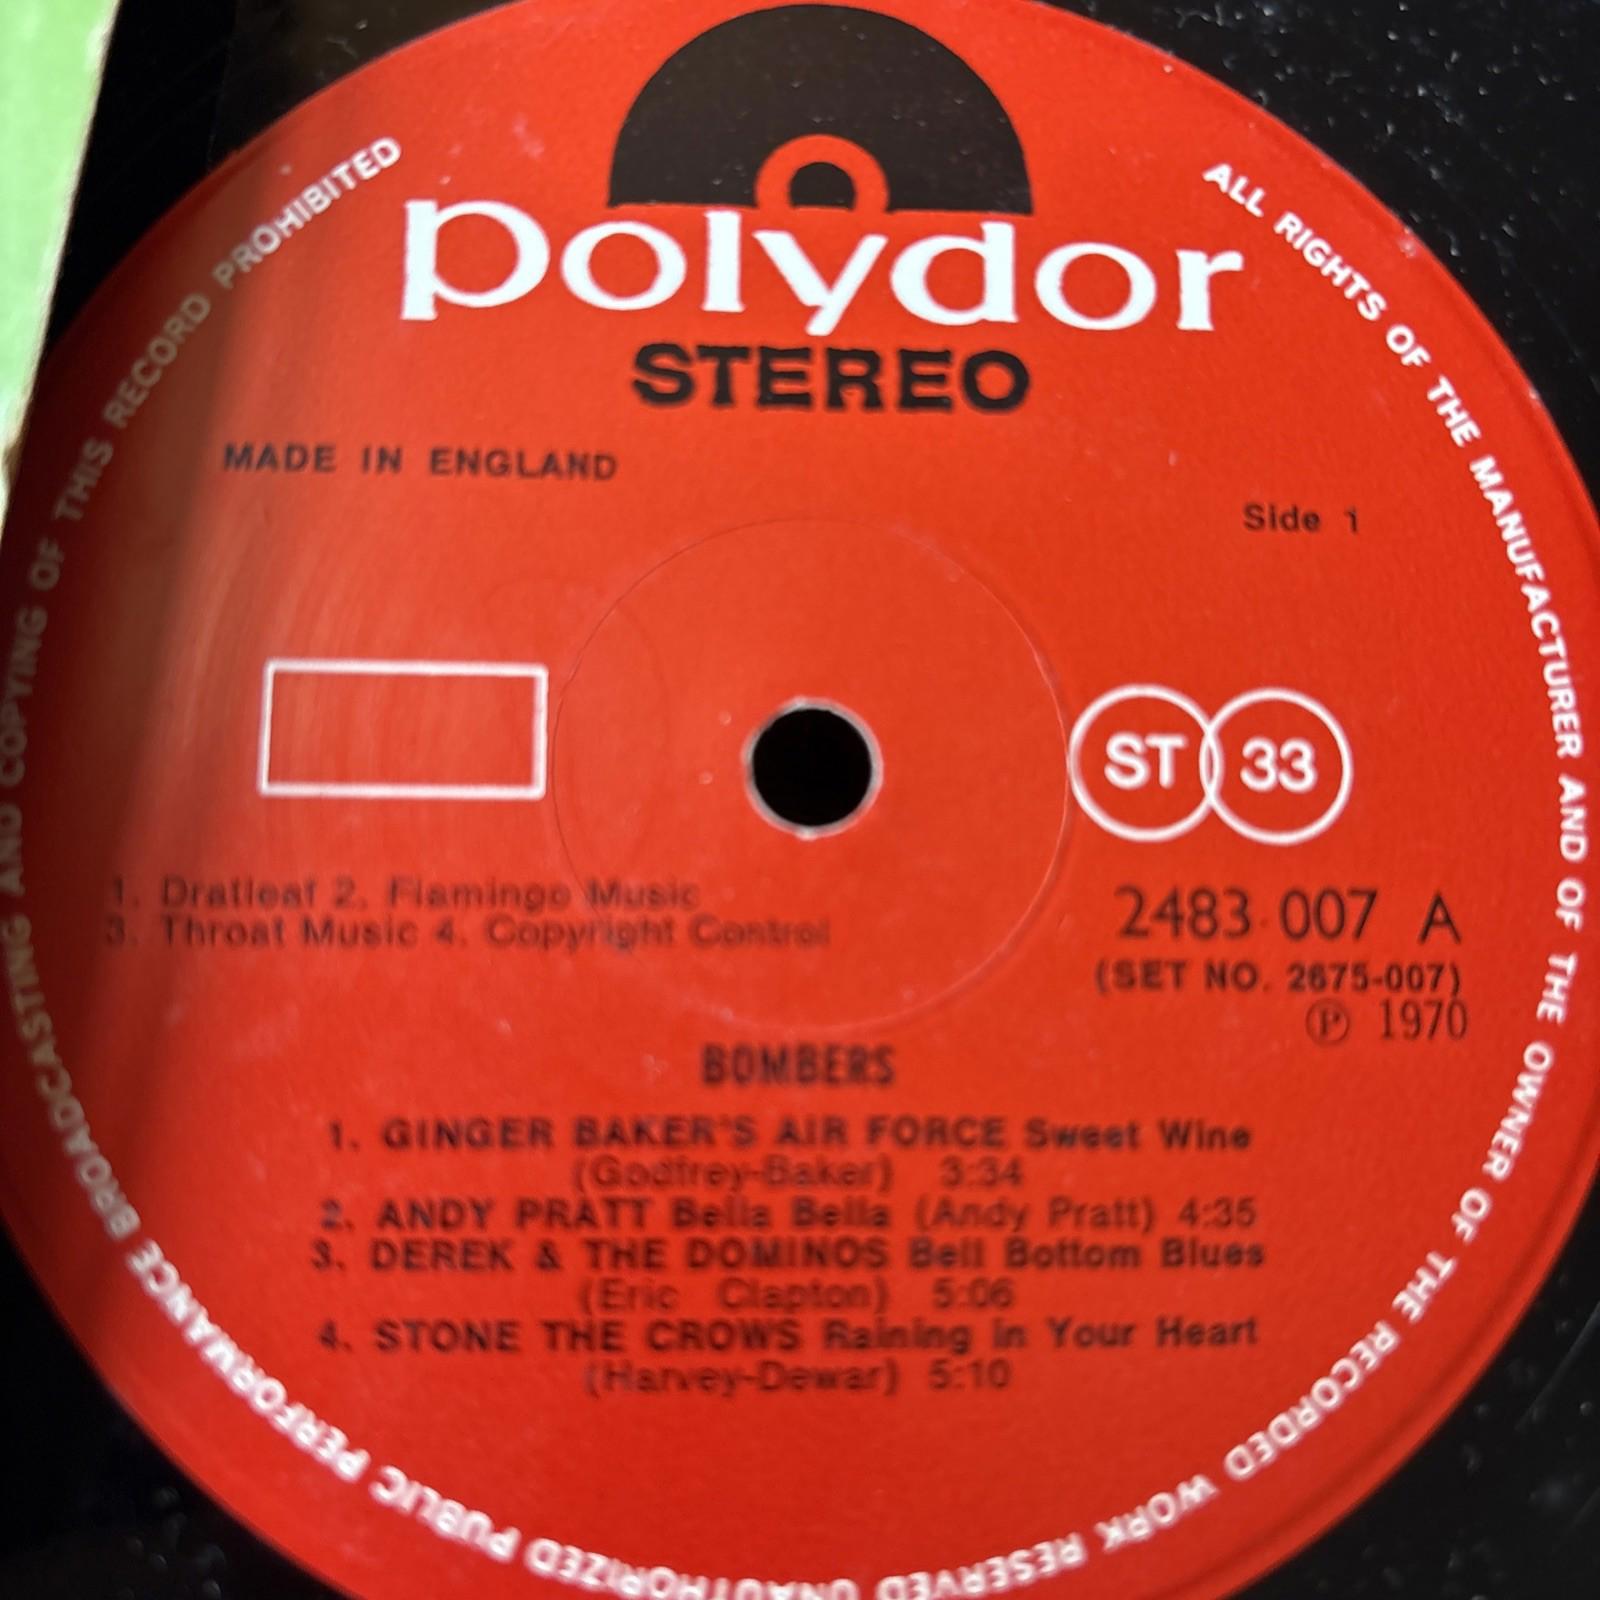 polydor
STEREO
MADE IN ENGLAND
Side 1
ST 33
1. Dratleaf 2. Flamingo Music
3. Throat Music 4. Copyright Control
2483 007 A
(SET NO. 2675-007)
℗ 1970
BOMBERS
1. GINGER BAKER'S AIR FORCE Sweet Wine
(Godfrey-Baker) 3:34
2. ANDY PRATT Bella Bella (Andy Pratt) 4:35
3. DEREK & THE DOMINOS Bell Bottom Blues
(Eric Clapton) 5:06
4. STONE THE CROWS Raining in Your Heart
(Harvey-Dewar) 5:10
ALL RIGHTS OF THE MANUFACTURER AND OF THE OWNER OF THE RECORDED WORK RESERVED UNAUTHORIZED PUBLIC PERFORMANCE BROADCASTING AND COPYING OF THIS RECORD PROHIBITED